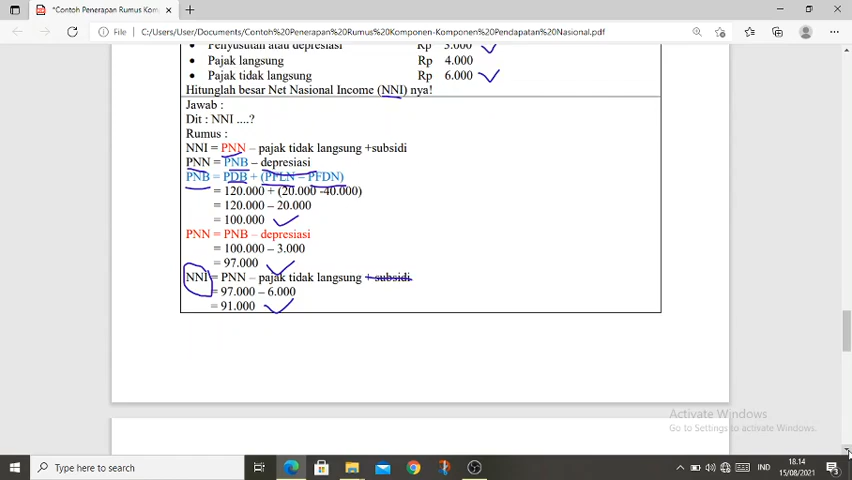 *Contoh Penerapan Rumus Kom
File
C:/Users/User/Documents/Contoh%20Penerapan%20Rumus%20Komponen-Komponen%20Pendapatan%20Nasional.pdf
• Penyusutan atau depresiasi Rp 3.000
• Pajak langsung Rp 4.000
• Pajak tidak langsung Rp 6.000
Hitunglah besar Net Nasional Income (NNI) nya!
Jawab :
Dit : NNI ....?
Rumus :
NNI = PNN – pajak tidak langsung +subsidi
PNN = PNB – depresiasi
PNB = PDB + (PFLN – PFDN)
= 120.000 + (20.000 -40.000)
= 120.000 – 20.000
= 100.000
PNN = PNB – depresiasi
= 100.000 – 3.000
= 97.000
NNI = PNN – pajak tidak langsung + subsidi
= 97.000 – 6.000
= 91.000
Activate Windows
Go to Settings to activate Windows.
Type here to search
IND
18.14
15/08/2021
3